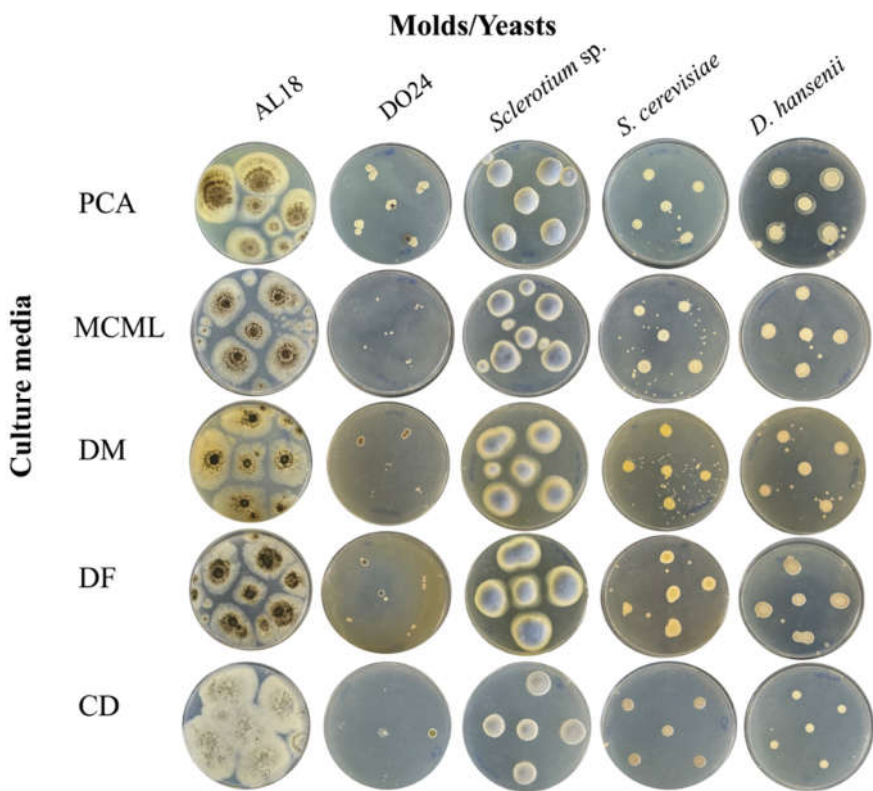 Molds/Yeasts
AL18
DO24
Sclerotium sp.
S. cerevisiae
D. hansenii
Culture media
PCA
MCML
DM
DF
CD